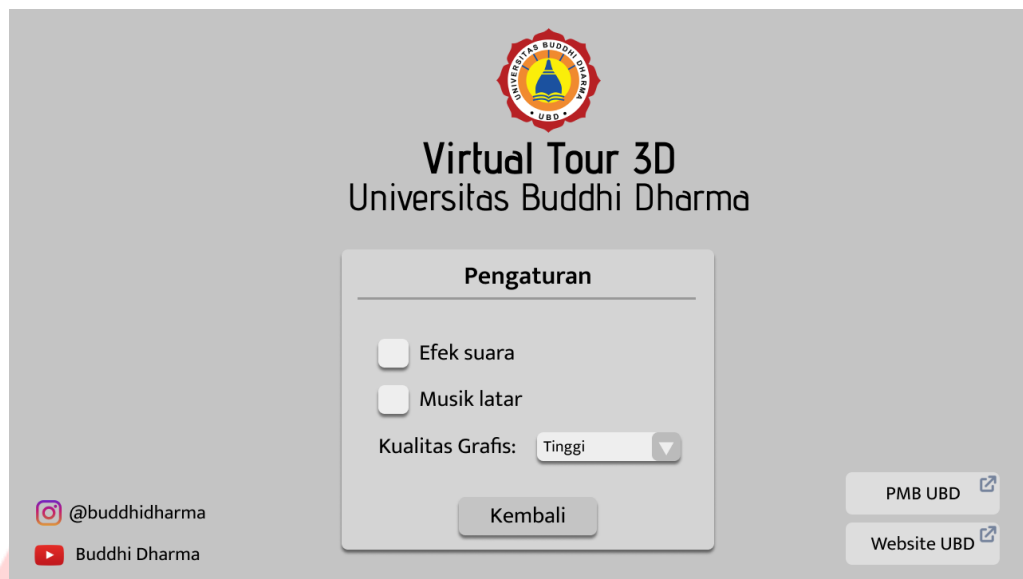 UNIVERSITAS BUDDHI DHARMA
• UBD •
Virtual Tour 3D
Universitas Buddhi Dharma
Pengaturan
Efek suara
Musik latar
Kualitas Grafis: Tinggi
Kembali
@buddhidharma
Buddhi Dharma
PMB UBD
Website UBD